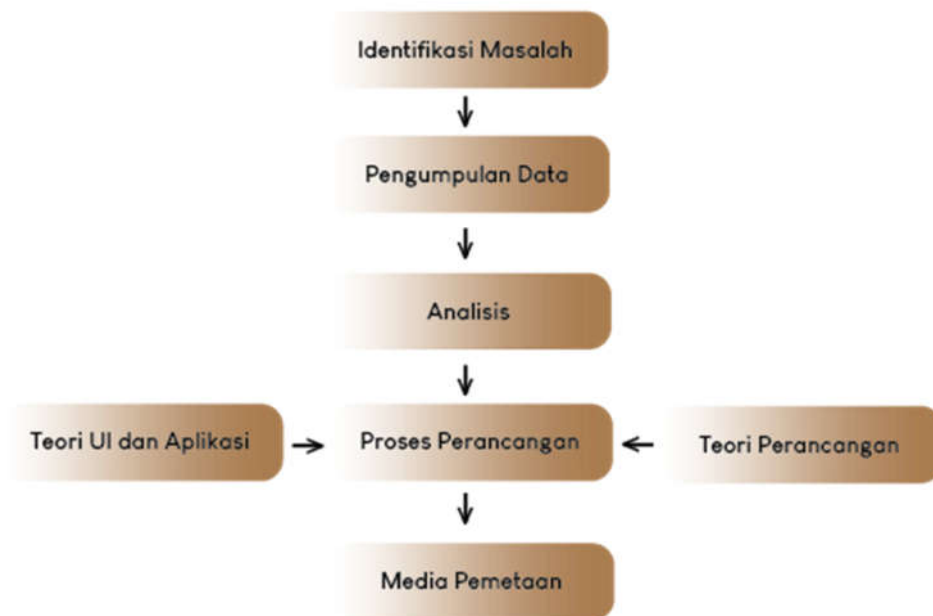 Identifikasi Masalah
Pengumpulan Data
Analisis
Teori UI dan Aplikasi
Proses Perancangan
Teori Perancangan
Media Pemetaan